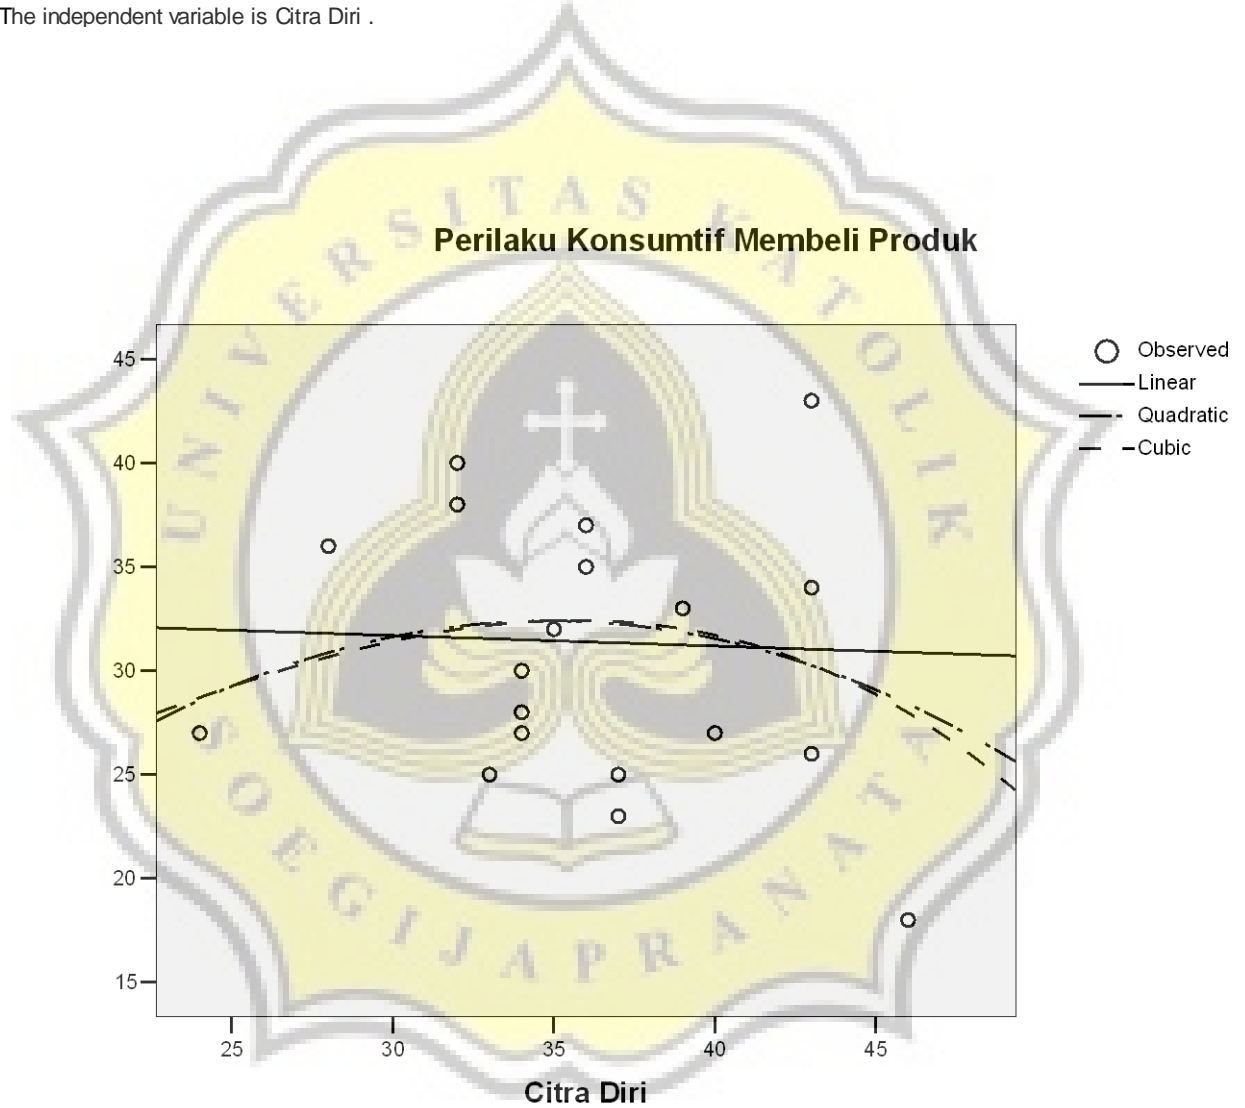 The independent variable is Citra Diri .
UNIVERSITAS KATOLIK
Perilaku Konsumtif Membeli Produk
45
40
35
30
25
20
15
Observed
Linear
Quadratic
Cubic
SOEGIJAPRANATA
25
30
35
40
45
Citra Diri